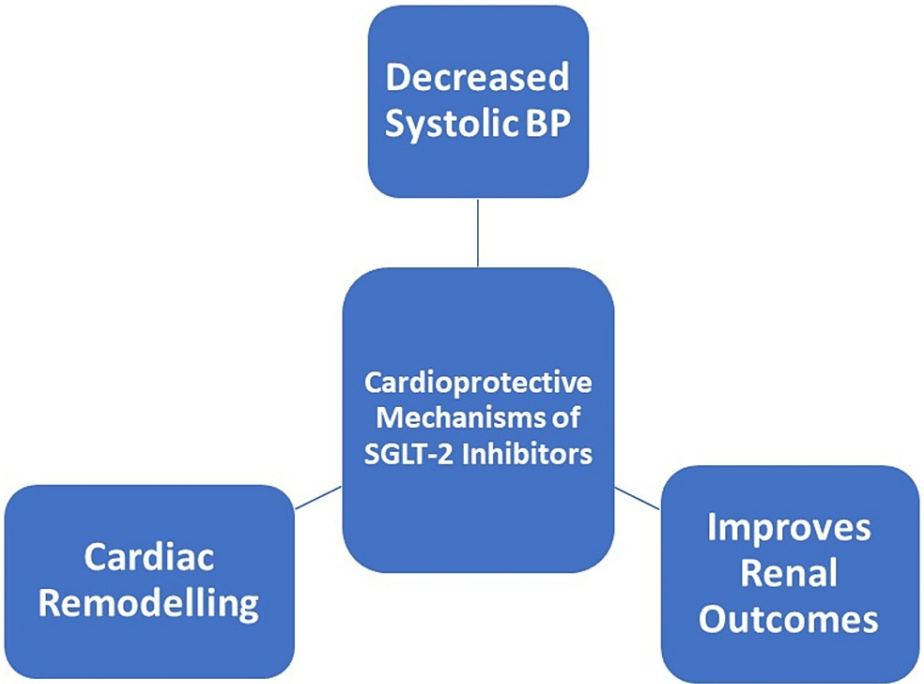 Decreased
Systolic BP
Cardioprotective
Mechanisms of
SGLT-2 Inhibitors
Cardiac
Remodelling
Improves
Renal
Outcomes